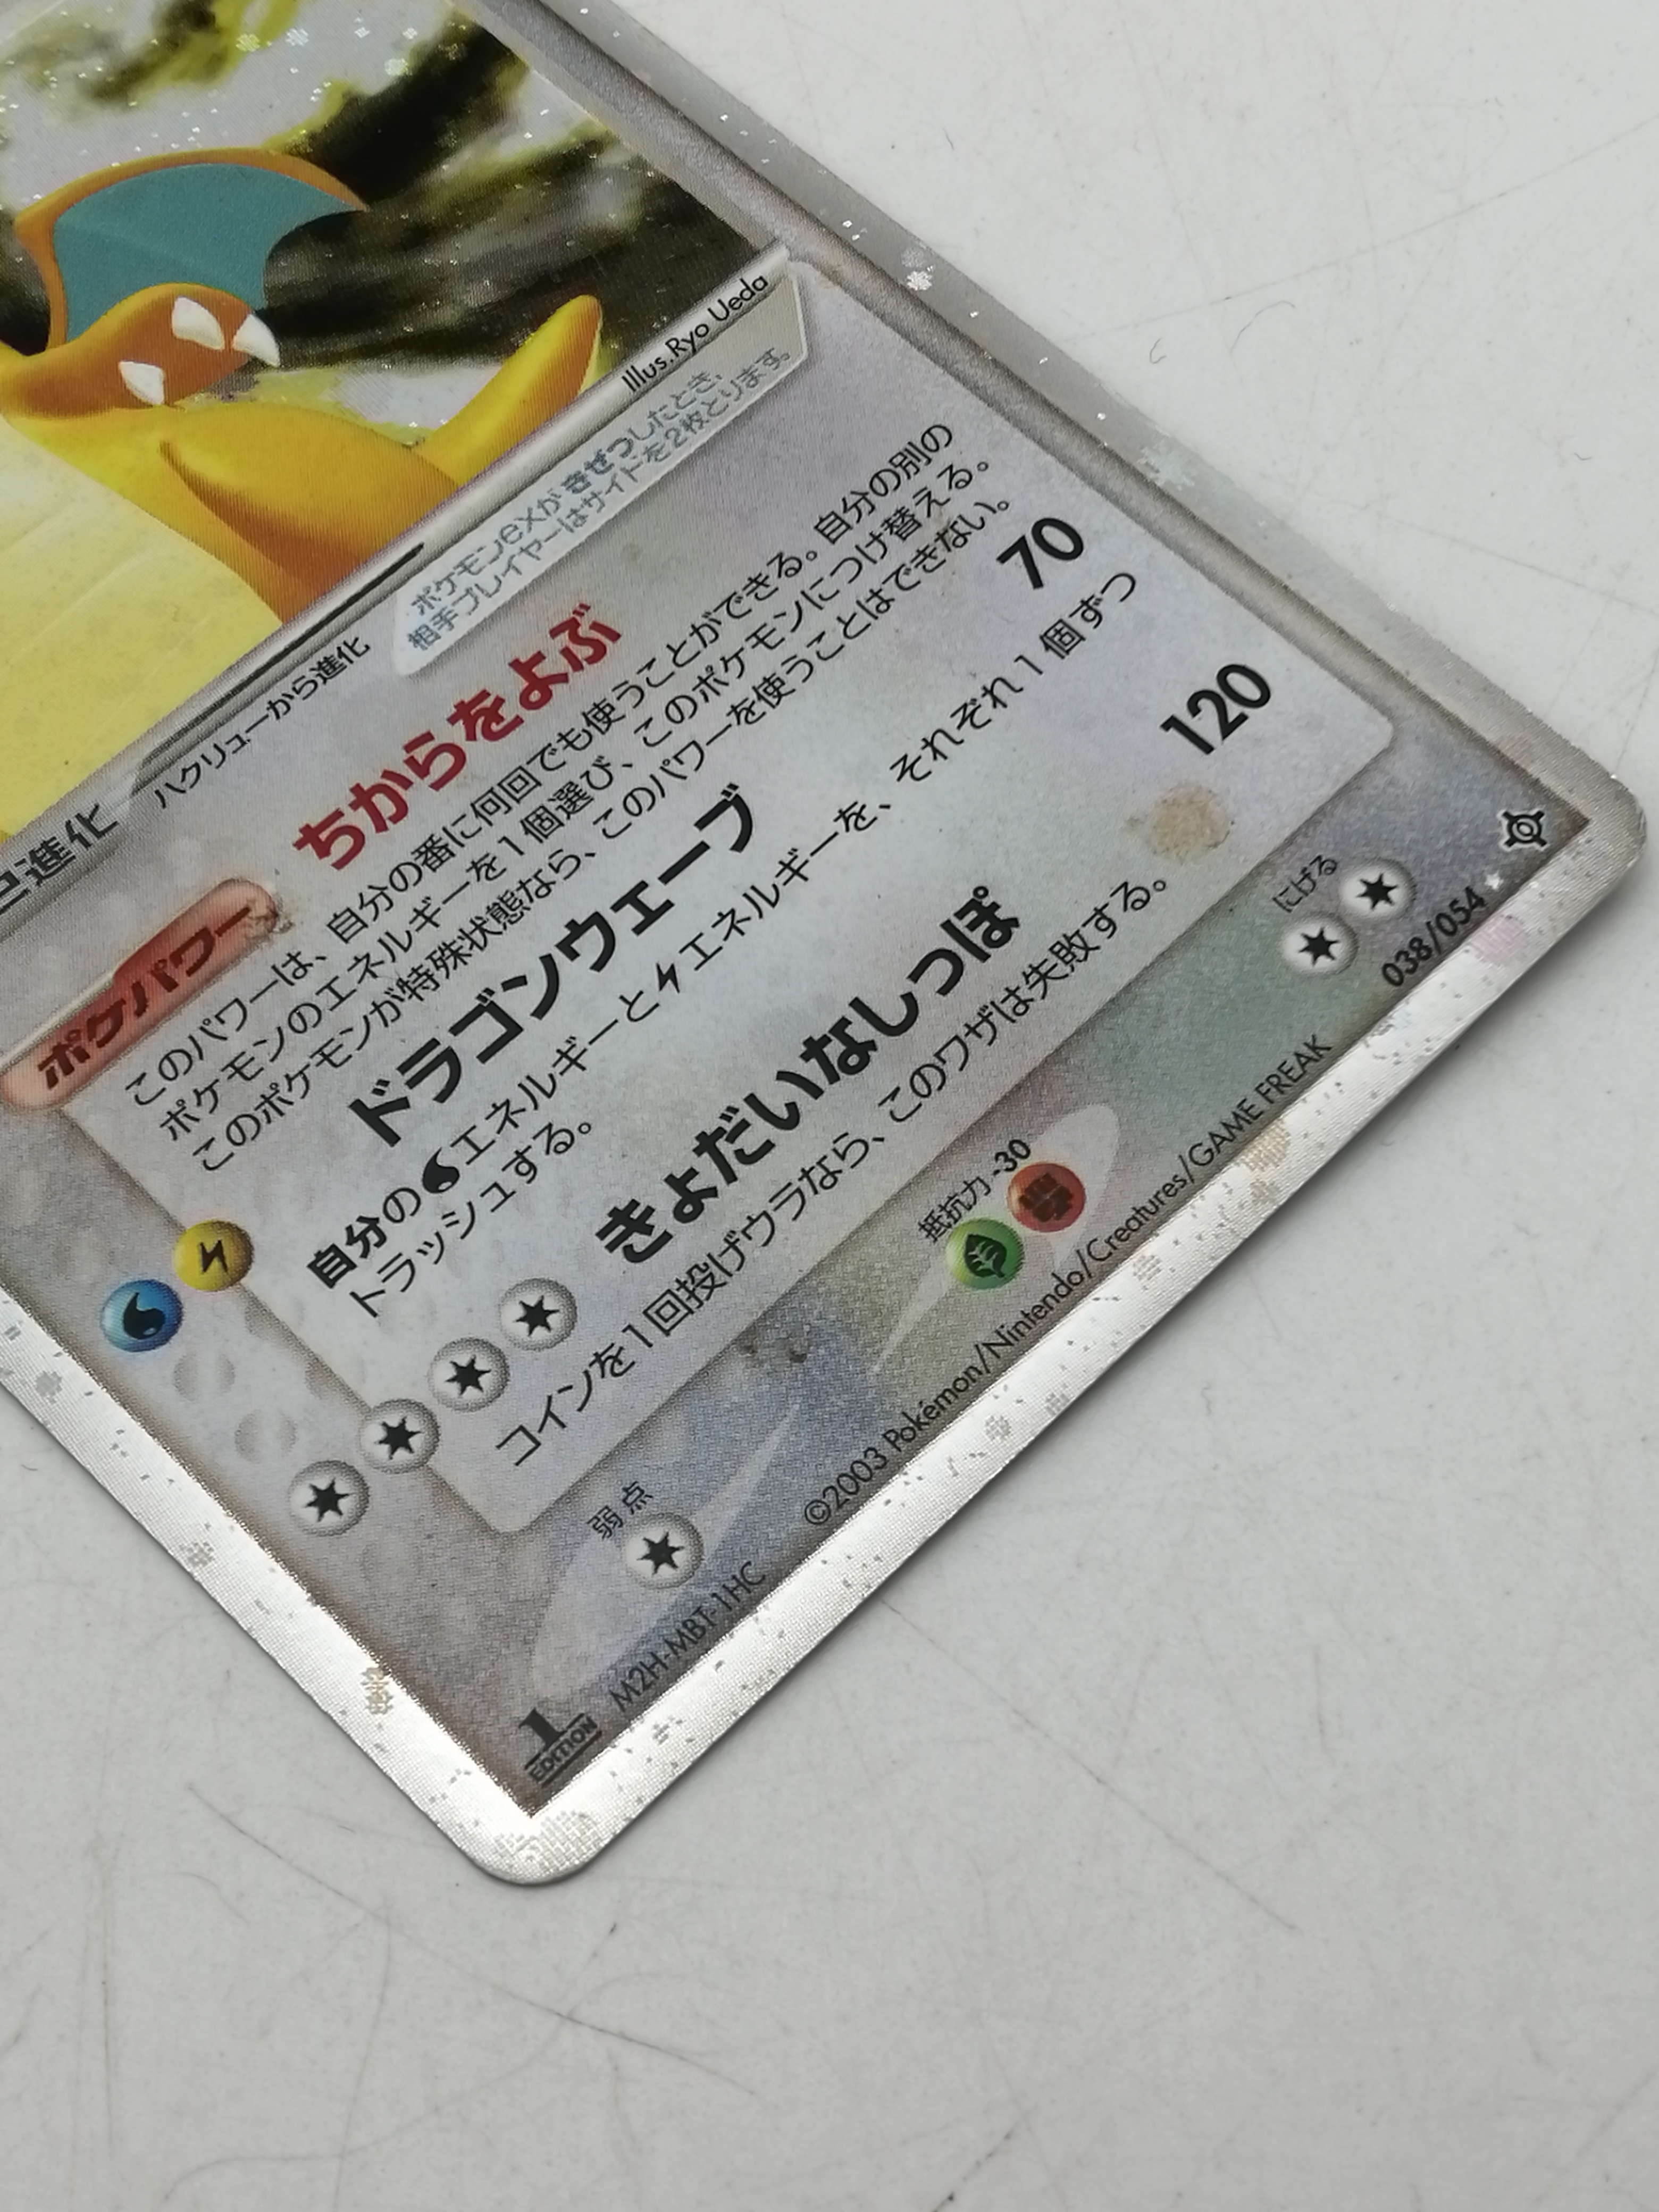 Illus.Ryo Ueda
己進化 ハクリューから進化
ポケモンexがきぜつしたとき、
相手プレイヤーはサイドを2枚とります。
ポケパワー ちからをよぶ
このパワーは、自分の番に何回でも使うことができる。自分の別の
ポケモンのエネルギーを1個選び、このポケモンにつけ替える。
このポケモンが特殊状態なら、このパワーを使うことはできない。
ドラゴンウェーブ 70
自分のエネルギーとエネルギーを、それぞれ1個ずつ
トラッシュする。
きょだいなしっぽ 120
コインを1回投げウラなら、このワザは失敗する。
弱点 抵抗力 -30 にげる
1 EDITION M2H-MBT-1HC ©2003 Pokémon/Nintendo/Creatures/GAME FREAK 038/054